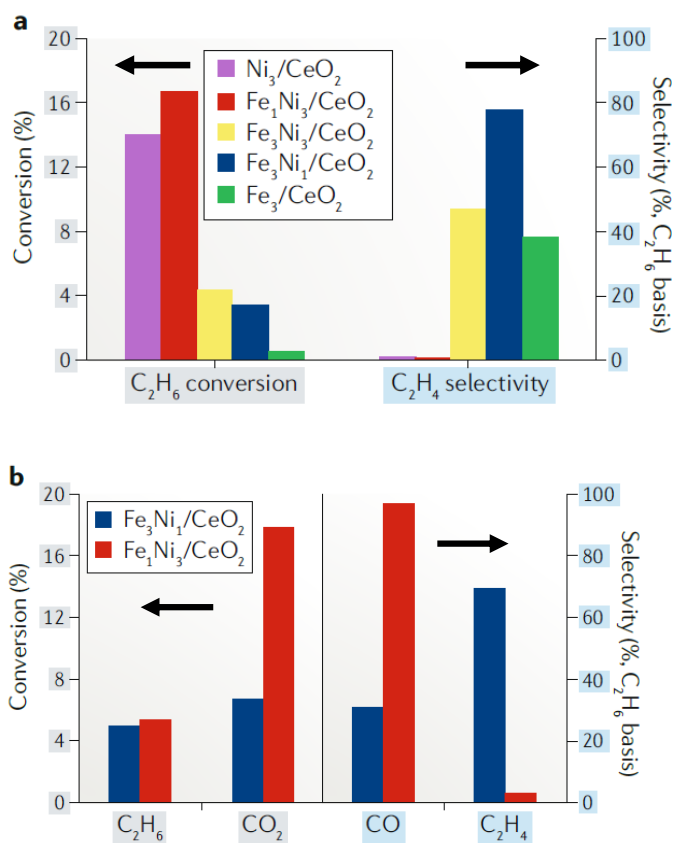 a
20
16
12
8
4
0
Conversion (%)
Ni₃/CeO₂
Fe₁Ni₃/CeO₂
Fe₃Ni₃/CeO₂
Fe₃Ni₁/CeO₂
Fe₃/CeO₂
100
80
60
40
20
0
Selectivity (%, C₂H₆
basis)
C₂H₆ conversion
C₂H₄ selectivity
b
20
16
12
8
4
0
Conversion (%)
Fe₃Ni₁/CeO₂
Fe₁Ni₃/CeO₂
100
80
60
40
20
0
Selectivity (%, C₂H₆
basis)
C₂H₆
CO₂
CO
C₂H₄